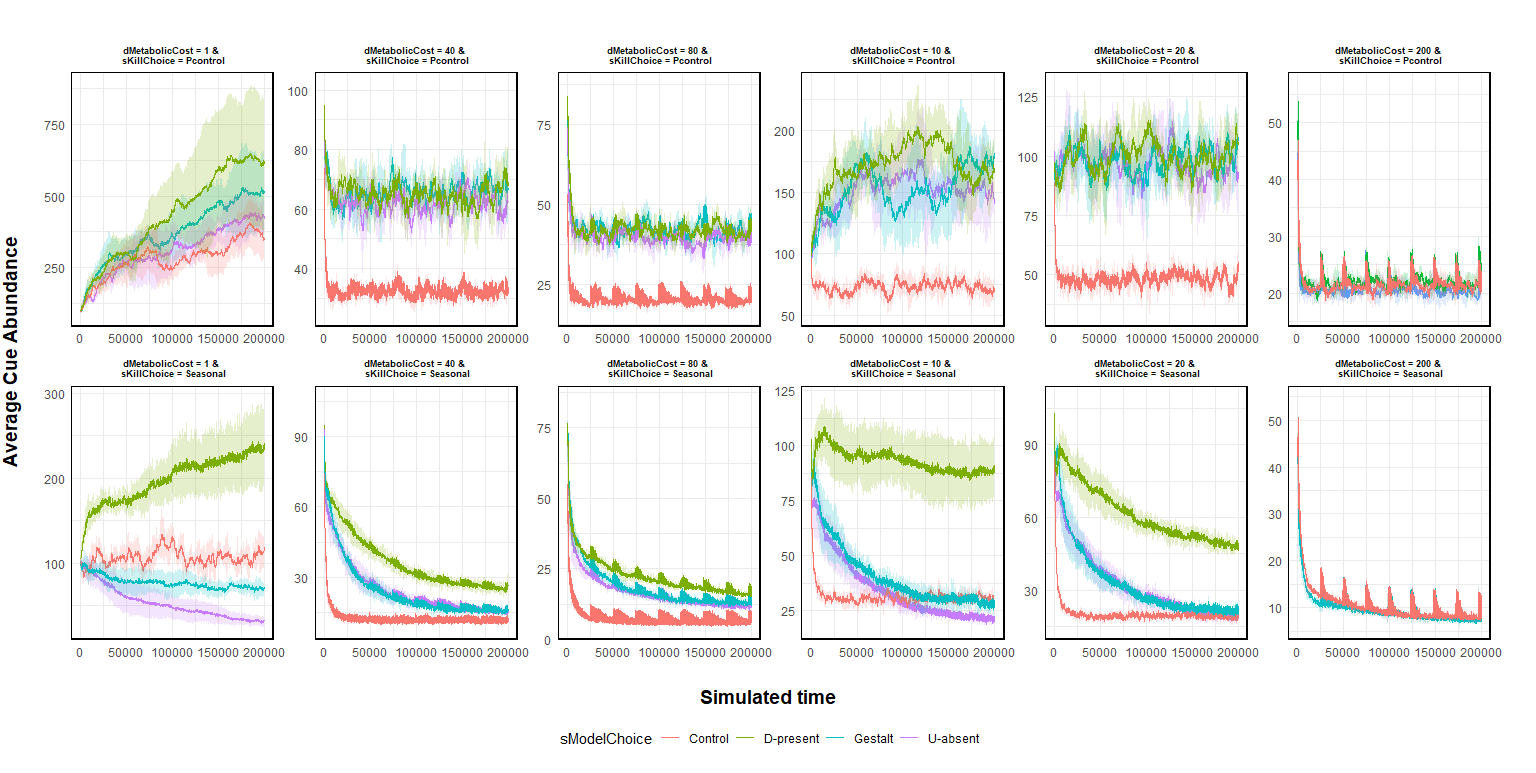 dMetabolicCost = 1 &
sKillChoice = Pcontrol
dMetabolicCost = 40 &
sKillChoice = Pcontrol
dMetabolicCost = 80 &
sKillChoice = Pcontrol
dMetabolicCost = 10 &
sKillChoice = Pcontrol
dMetabolicCost = 20 &
sKillChoice = Pcontrol
dMetabolicCost = 200 &
sKillChoice = Pcontrol
750
500
250
0 50000 100000 150000 200000
100
80
60
40
0 50000 100000 150000 200000
75
50
25
0 50000 100000 150000 200000
200
150
100
50
0 50000 100000 150000 200000
125
100
75
50
0 50000 100000 150000 200000
50
40
30
20
0 50000 100000 150000 200000
dMetabolicCost = 1 &
sKillChoice = Seasonal
dMetabolicCost = 40 &
sKillChoice = Seasonal
dMetabolicCost = 80 &
sKillChoice = Seasonal
dMetabolicCost = 10 &
sKillChoice = Seasonal
dMetabolicCost = 20 &
sKillChoice = Seasonal
dMetabolicCost = 200 &
sKillChoice = Seasonal
300
200
100
0 50000 100000 150000 200000
90
60
30
0 50000 100000 150000 200000
75
50
25
0
0 50000 100000 150000 200000
125
100
75
50
25
0 50000 100000 150000 200000
90
60
30
0 50000 100000 150000 200000
50
40
30
20
10
0 50000 100000 150000 200000
Average Cue Abundance
Simulated time
sModelChoice Control D-present Gestalt U-absent